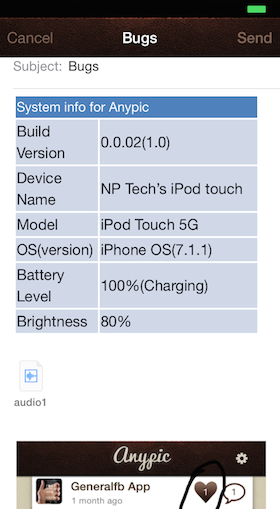 Cancel Bugs Send
Subject: Bugs
System info for Anypic
Build
Version 0.0.02(1.0)
Device
Name NP Tech's iPod touch
Model iPod Touch 5G
OS(version) iPhone OS(7.1.1)
Battery
Level 100%(Charging)
Brightness 80%
audio1
Anypic
Generalfb App 1 1
1 month ago